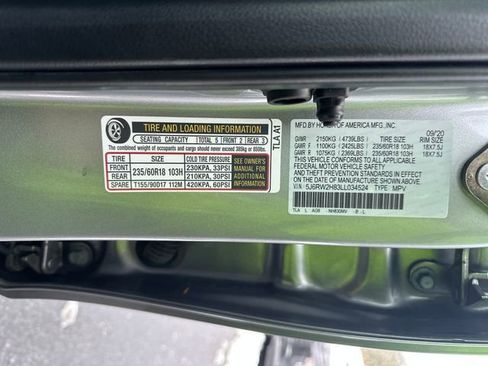 TIRE AND LOADING INFORMATION
SEATING CAPACITY TOTAL 5 FRONT 2 REAR 3
The combined weight of occupants and cargo should never exceed 385kg or 850lbs.
TIRE SIZE COLD TIRE PRESSURE
FRONT 235/60R18 103H 230KPA, 33PSI
REAR 210KPA, 30PSI
SPARE T155/90D17 112M 420KPA, 60PSI
SEE OWNER'S
MANUAL FOR
ADDITIONAL
INFORMATION
TLA A1
MFD. BY HONDA OF AMERICA MFG., INC. 09/20
GVWR 2150KG ( 4739LBS ) TIRE SIZE RIM SIZE
GAWR F 1100KG ( 2425LBS ) 235/60R18 103H 18X7.5J
GAWR R 1075KG ( 2369LBS ) 235/60R18 103H 18X7.5J
THIS VEHICLE CONFORMS TO ALL APPLICABLE
FEDERAL MOTOR VEHICLE SAFETY
AND THEFT PREVENTION STANDARDS IN EFFECT
ON THE DATE OF MANUFACTURE SHOWN ABOVE.
V.I.N.: 5J6RW2H83LL034524 TYPE: MPV
TLA L A08 NH830MV -B -L